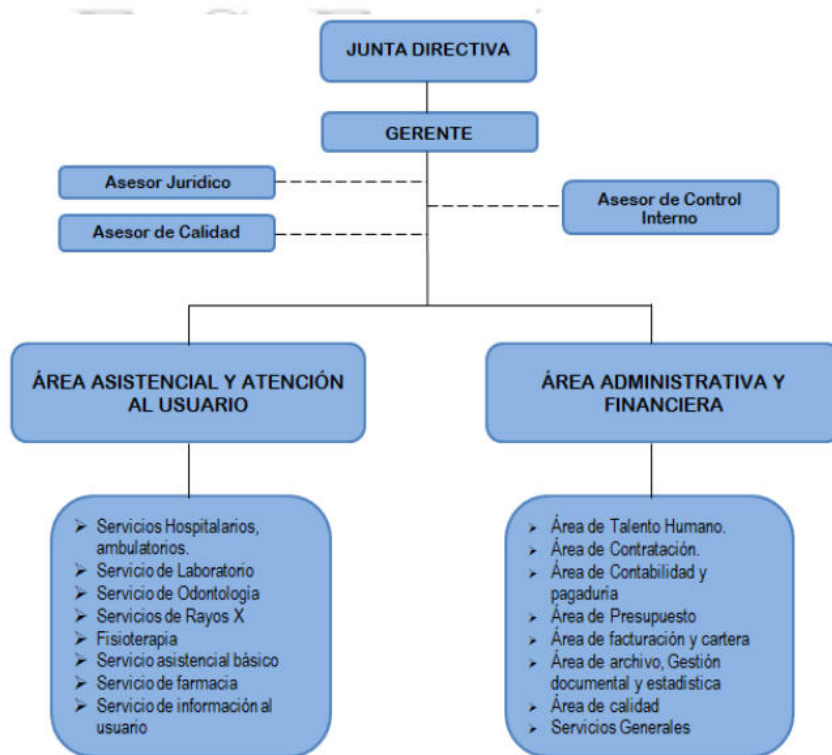 JUNTA DIRECTIVA
GERENTE
Asesor Juridico
Asesor de Calidad
Asesor de Control
Interno
ÁREA ASISTENCIAL Y ATENCIÓN
AL USUARIO
ÁREA ADMINISTRATIVA Y
FINANCIERA
➢ Servicios Hospitalarios,
ambulatorios.
➢ Servicio de Laboratorio
➢ Servicio de Odontología
➢ Servicios de Rayos X
➢ Fisioterapia
➢ Servicio asistencial básico
➢ Servicio de farmacia
➢ Servicio de información al
usuario
➢ Área de Talento Humano.
➢ Área de Contratación.
➢ Área de Contabilidad y
pagaduría
➢ Área de Presupuesto
➢ Área de facturación y cartera
➢ Área de archivo, Gestión
documental y estadística
➢ Área de calidad
➢ Servicios Generales